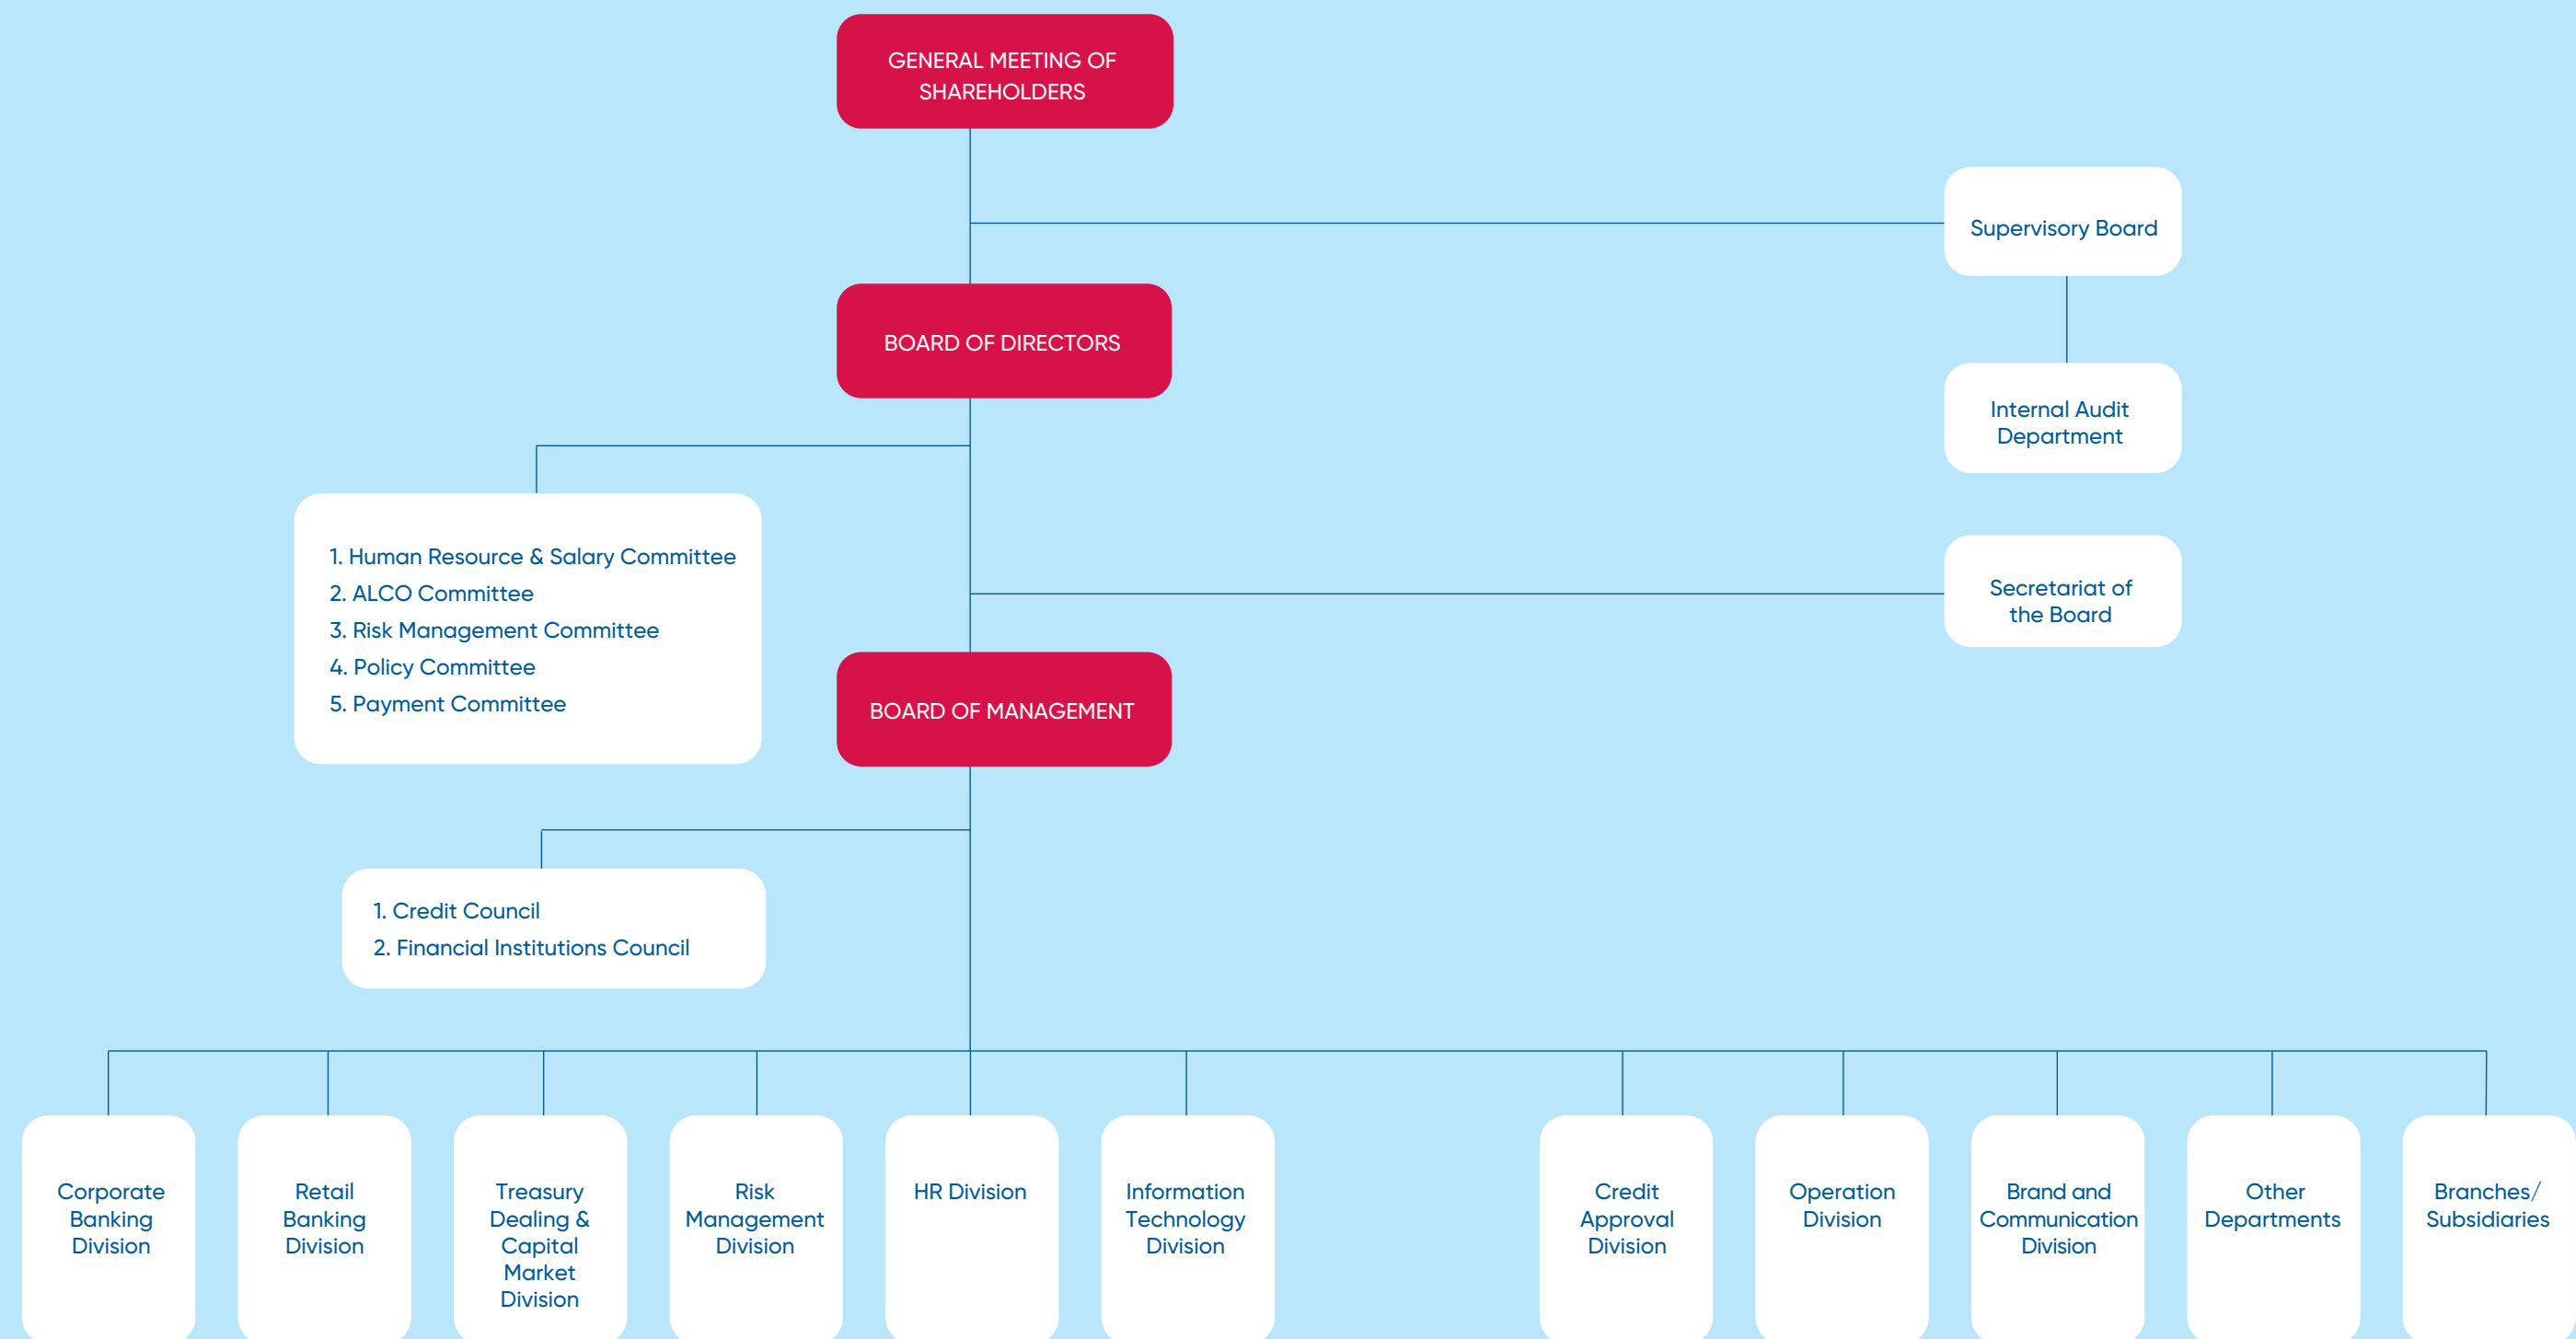 GENERAL MEETING OF
SHAREHOLDERS
Supervisory Board
BOARD OF DIRECTORS
Internal Audit
Department
1. Human Resource & Salary Committee
2. ALCO Committee
3. Risk Management Committee
4. Policy Committee
5. Payment Committee
Secretariat of
the Board
BOARD OF MANAGEMENT
1. Credit Council
2. Financial Institutions Council
Corporate
Banking
Division
Retail
Banking
Division
Treasury
Dealing &
Capital
Market
Division
Risk
Management
Division
HR Division
Information
Technology
Division
Credit
Approval
Division
Operation
Division
Brand and
Communication
Division
Other
Departments
Branches/
Subsidiaries